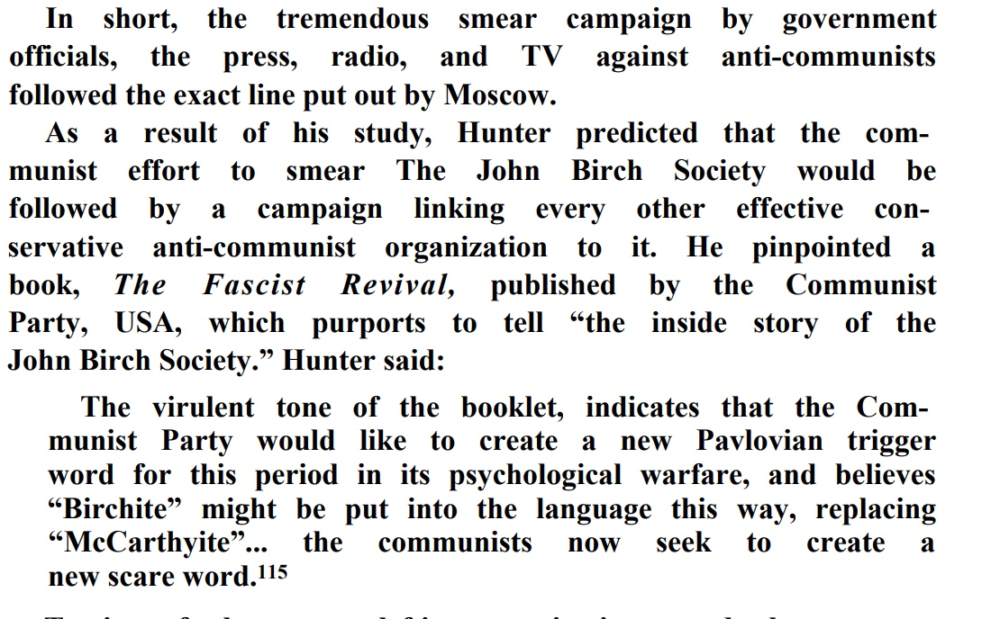 In short, the tremendous smear campaign by government
officials, the press, radio, and TV against anti-communists
followed the exact line put out by Moscow.
As a result of his study, Hunter predicted that the com-
munist effort to smear The John Birch Society would be
followed by a campaign linking every other effective con-
servative anti-communist organization to it. He pinpointed a
book, The Fascist Revival, published by the Communist
Party, USA, which purports to tell “the inside story of the
John Birch Society.” Hunter said:
The virulent tone of the booklet, indicates that the Com-
munist Party would like to create a new Pavlovian trigger
word for this period in its psychological warfare, and believes
“Birchite” might be put into the language this way, replacing
“McCarthyite”... the communists now seek to create a
new scare word.115